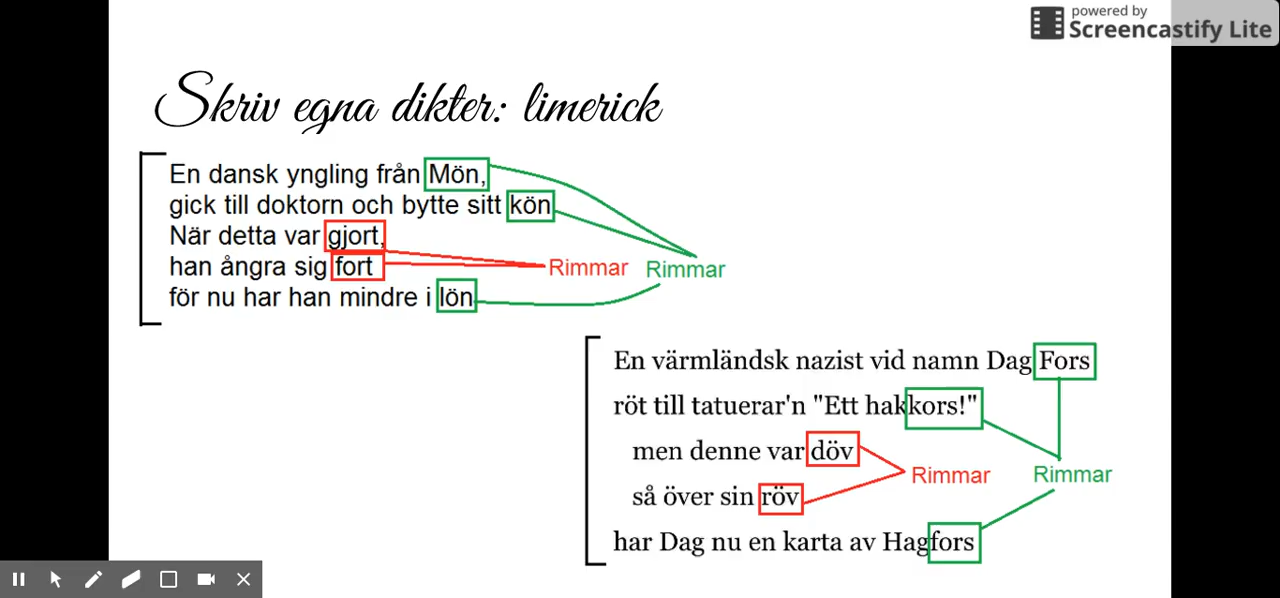 powered by
Screencastify Lite
Skriv egna dikter: limerick
En dansk yngling från Mön,
gick till doktorn och bytte sitt kön
När detta var gjort,
han ångra sig fort
för nu har han mindre i lön
Rimmar
Rimmar
En värmländsk nazist vid namn Dag Fors
röt till tatuerar'n "Ett hakkors!"
men denne var döv
så över sin röv
har Dag nu en karta av Hagfors
Rimmar
Rimmar